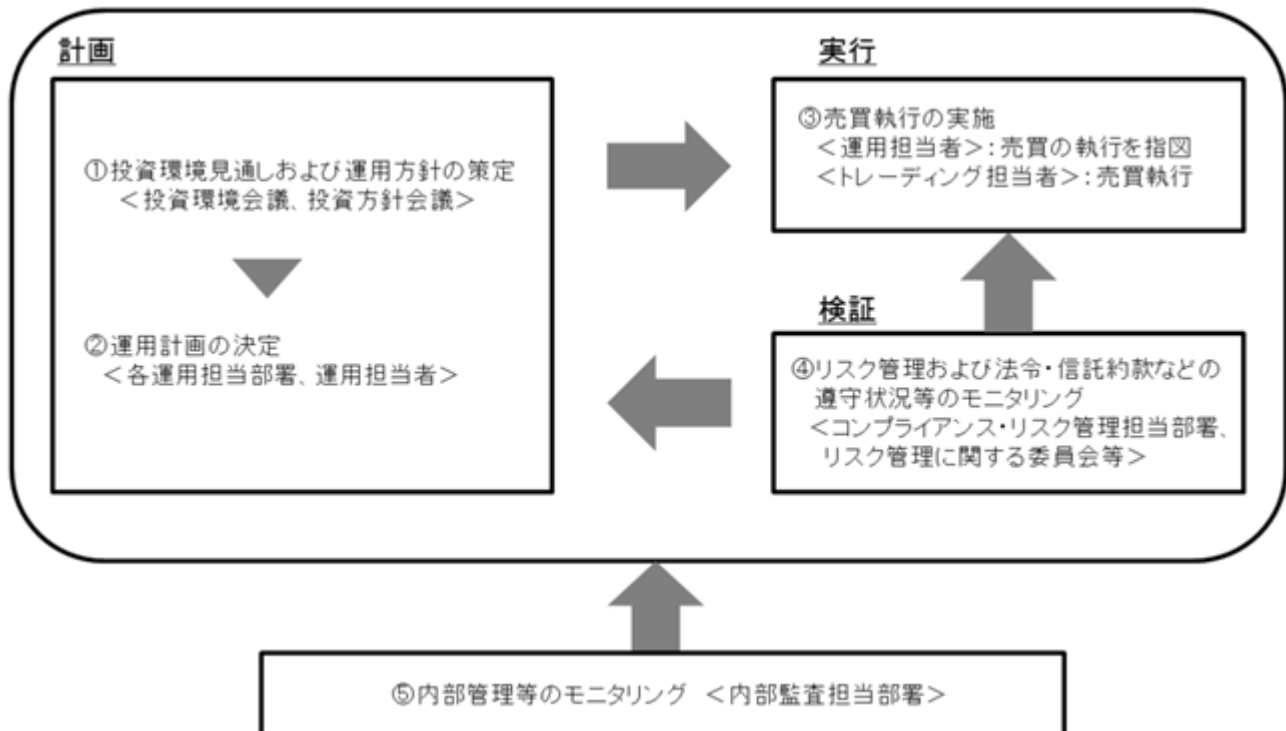 計画
①投資環境見通しおよび運用方針の策定
＜投資環境会議、投資方針会議＞
②運用計画の決定
＜各運用担当部署、運用担当者＞
実行
③売買執行の実施
＜運用担当者＞：売買の執行を指図
＜トレーディング担当者＞：売買執行
検証
④リスク管理および法令・信託約款などの
遵守状況等のモニタリング
＜コンプライアンス・リスク管理担当部署、
リスク管理に関する委員会等＞
⑤内部管理等のモニタリング ＜内部監査担当部署＞